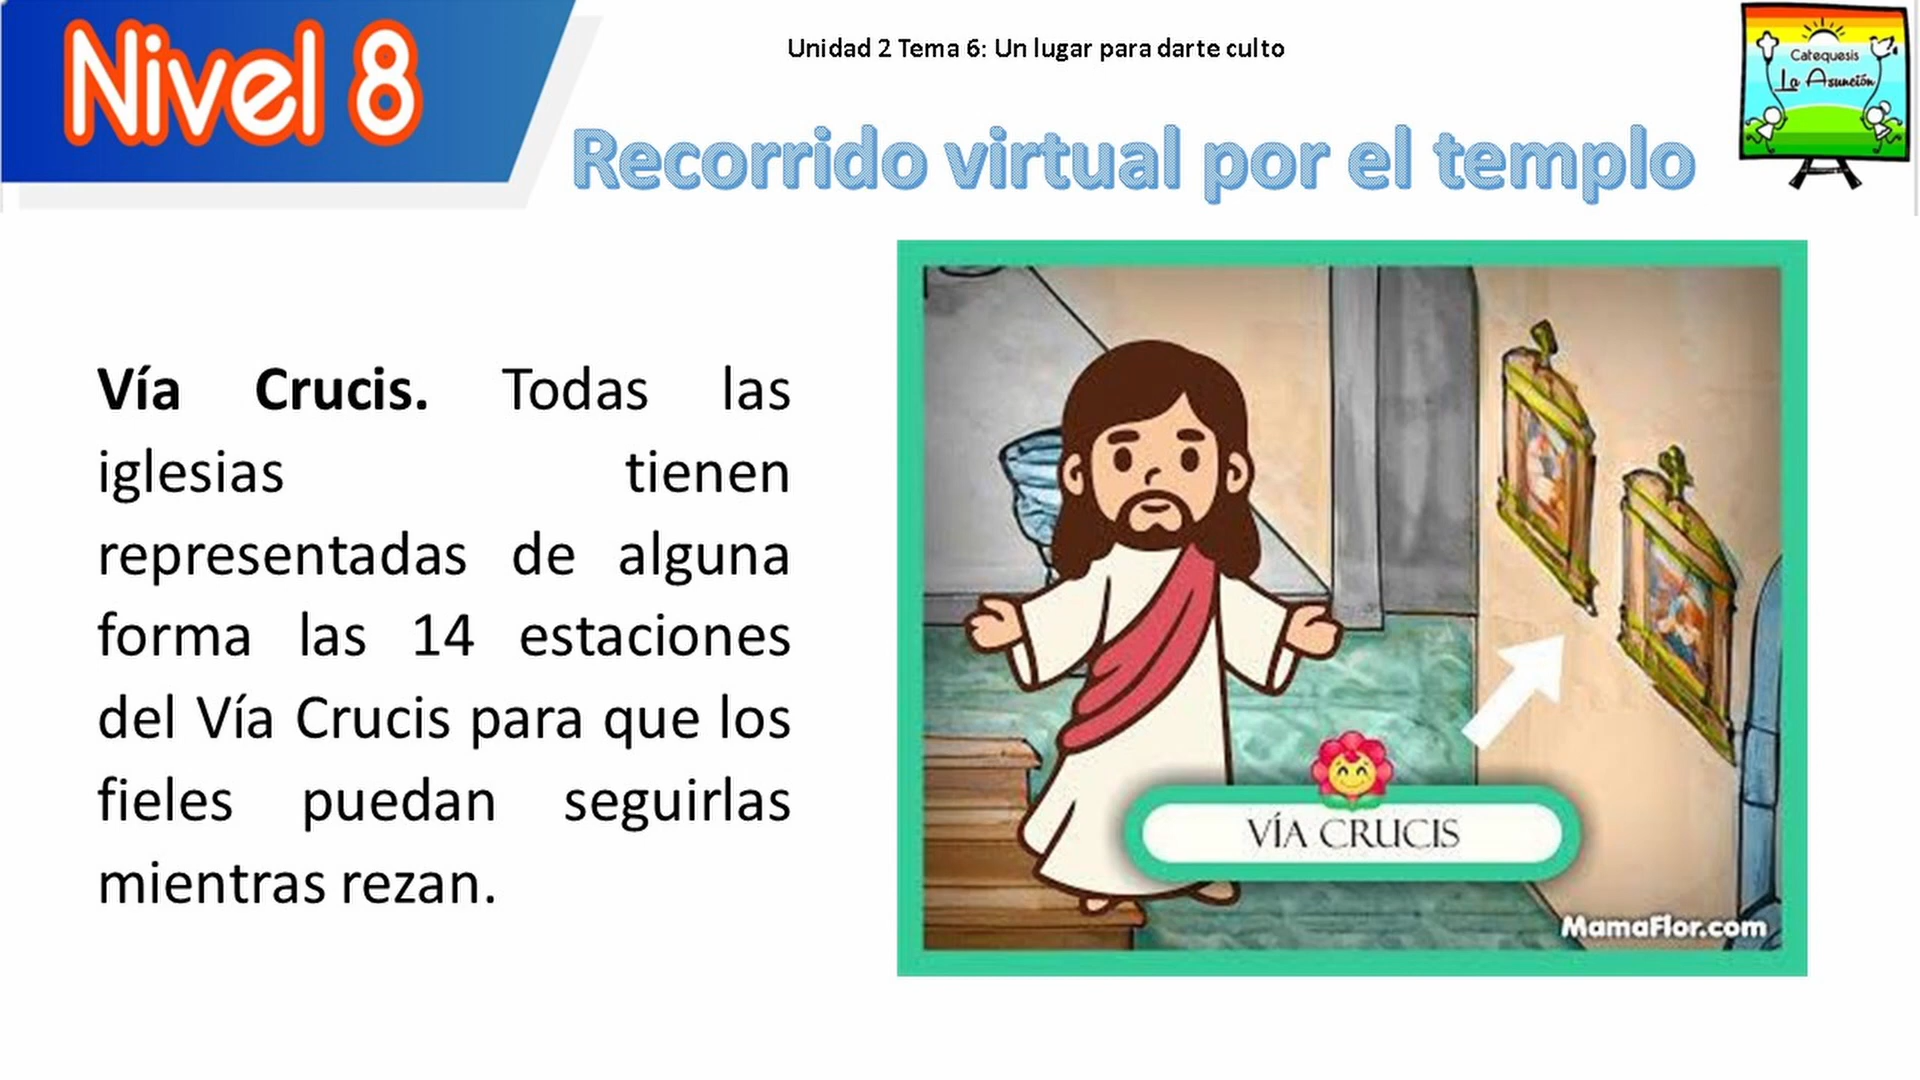 Nivel 8
Unidad 2 Tema 6: Un lugar para darte culto
Catequesis
La Asunción
Recorrido virtual por el templo
Vía Crucis. Todas las
iglesias tienen
representadas de alguna
forma las 14 estaciones
del Vía Crucis para que los
fieles puedan seguirlas
mientras rezan.
VÍA CRUCIS
MamaFlor.com